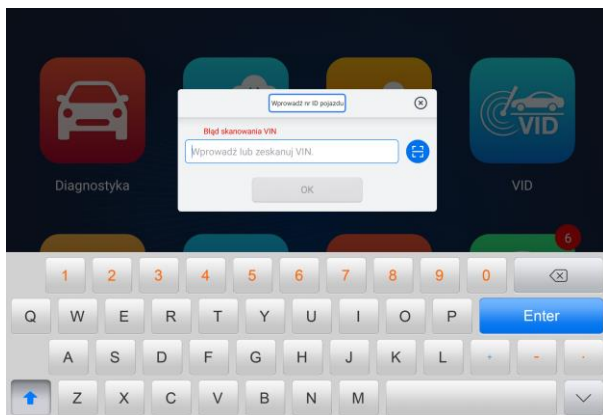 Wprowadź nr ID pojazdu
Błąd skanowania VIN
Wprowadź lub zeskanuj VIN.
OK
VID
Diagnostyka
VID
6
1 2 3 4 5 6 7 8 9 0
Q W E R T Y U I O P Enter
A S D F G H J K L + - .
Z X C V B N M